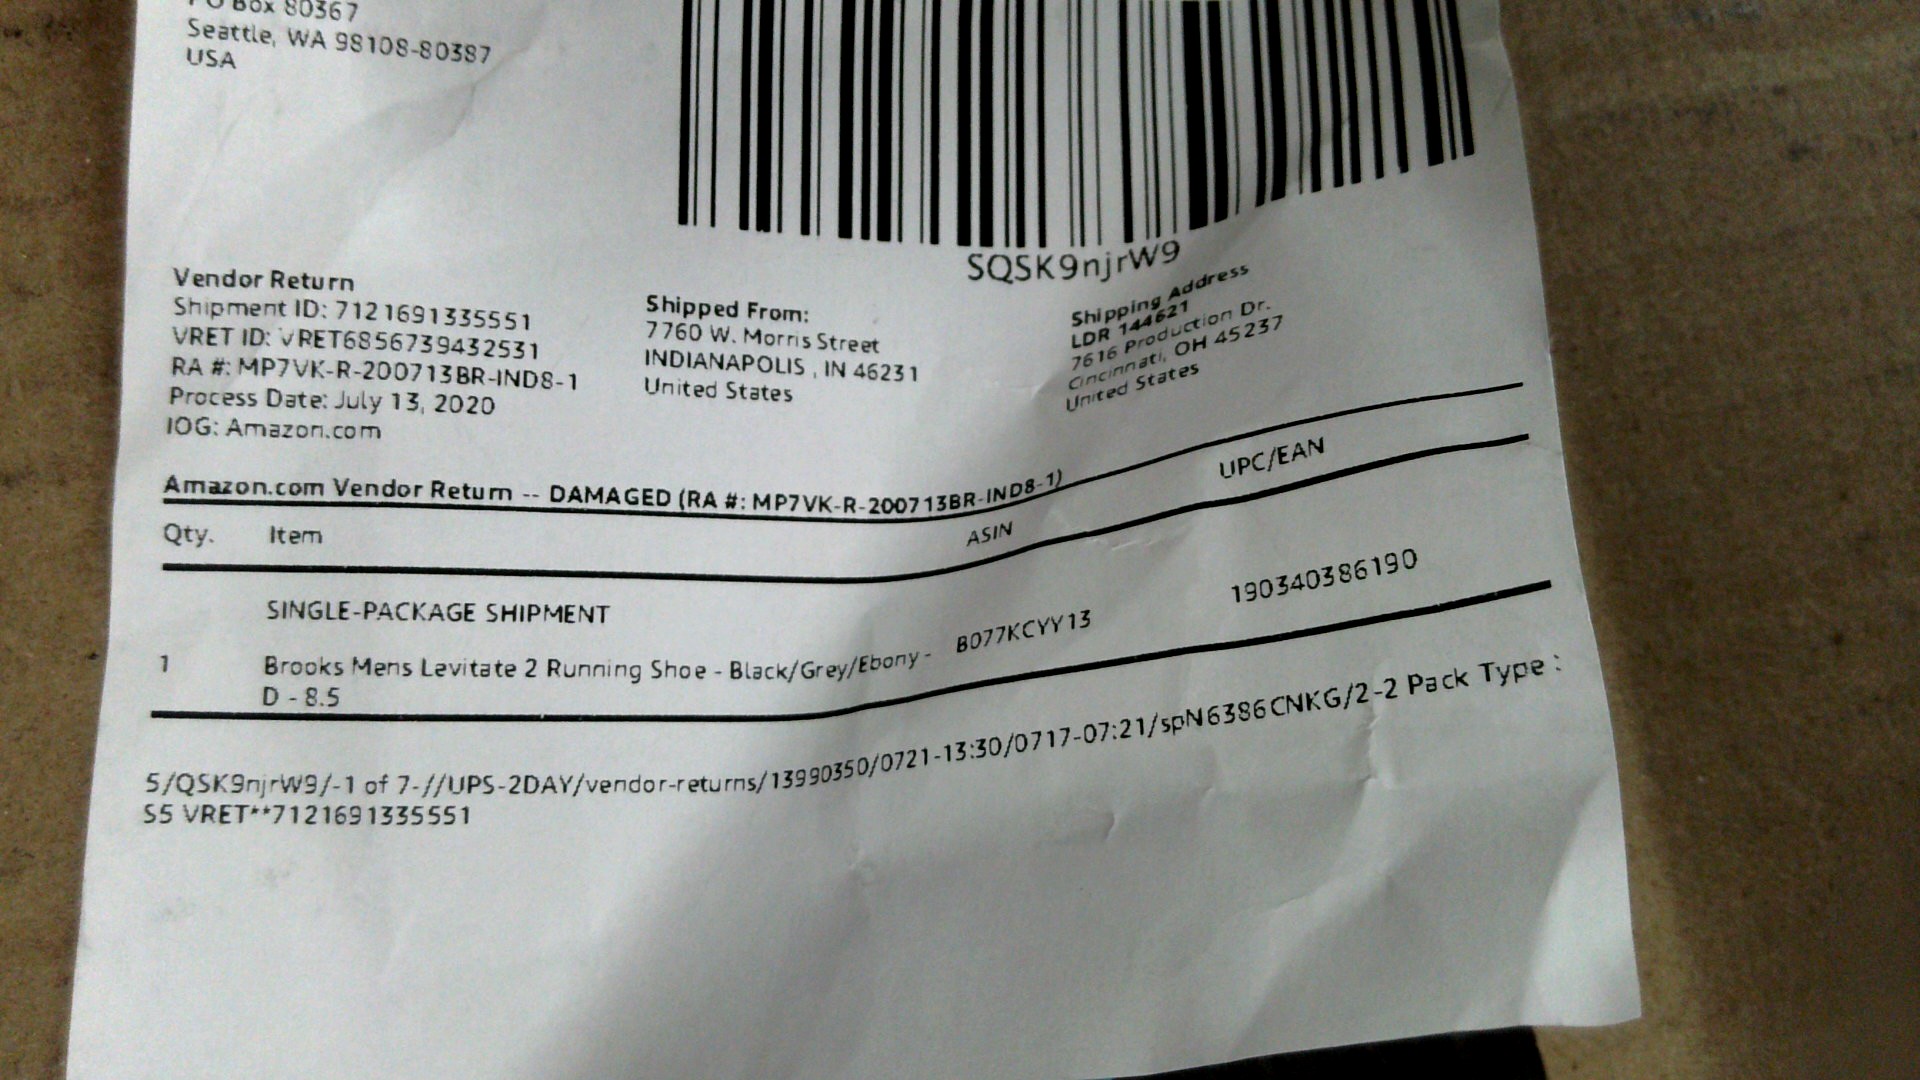 PO Box 80367
Seattle, WA 98108-80387
USA
SQSK9njrW9
Vendor Return
Shipment ID: 7121691335551
VRET ID: VRET6856739432531
RA #: MP7VK-R-200713BR-IND8-1
Process Date: July 13, 2020
IOG: Amazon.com
Shipped From:
7760 W. Morris Street
INDIANAPOLIS , IN 46231
United States
Shipping Address
LDR 144621
7616 Production Dr.
Cincinnati, OH 45237
United States
Amazon.com Vendor Return -- DAMAGED (RA #: MP7VK-R-200713BR-IND8-1)
Qty. Item ASIN UPC/EAN
SINGLE-PACKAGE SHIPMENT
1 Brooks Mens Levitate 2 Running Shoe - Black/Grey/Ebony - B077KCYY13 190340386190
D - 8.5
5/QSK9njrW9/-1 of 7-//UPS-2DAY/vendor-returns/13990350/0721-13:30/0717-07:21/spN6386CNKG/2-2 Pack Type :
S5 VRET**7121691335551